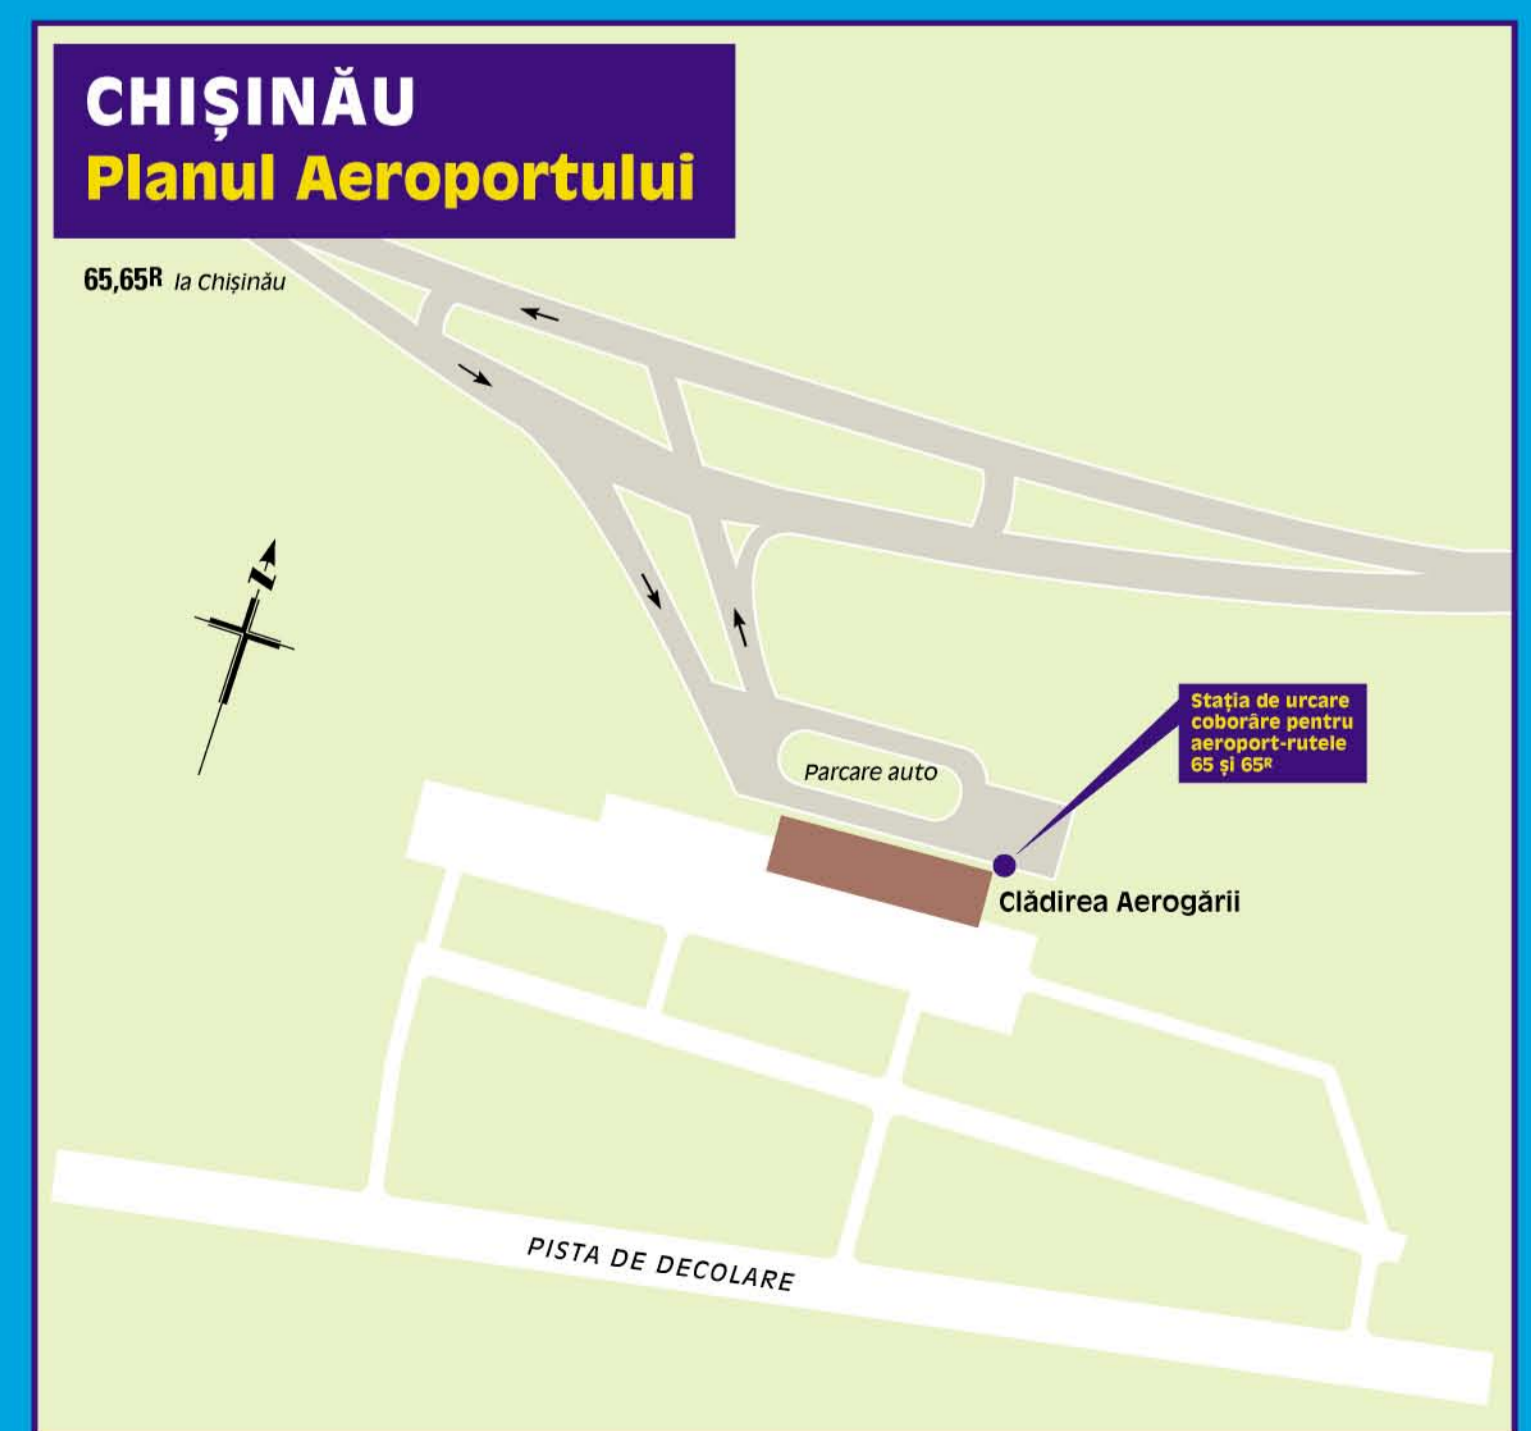 CHIȘINĂU
Planul Aeroportului
65,65R la Chișinău
N
Stația de urcare
coborâre pentru
aeroport-rutele
65 și 65R
Parcare auto
Clădirea Aerogării
PISTA DE DECOLARE